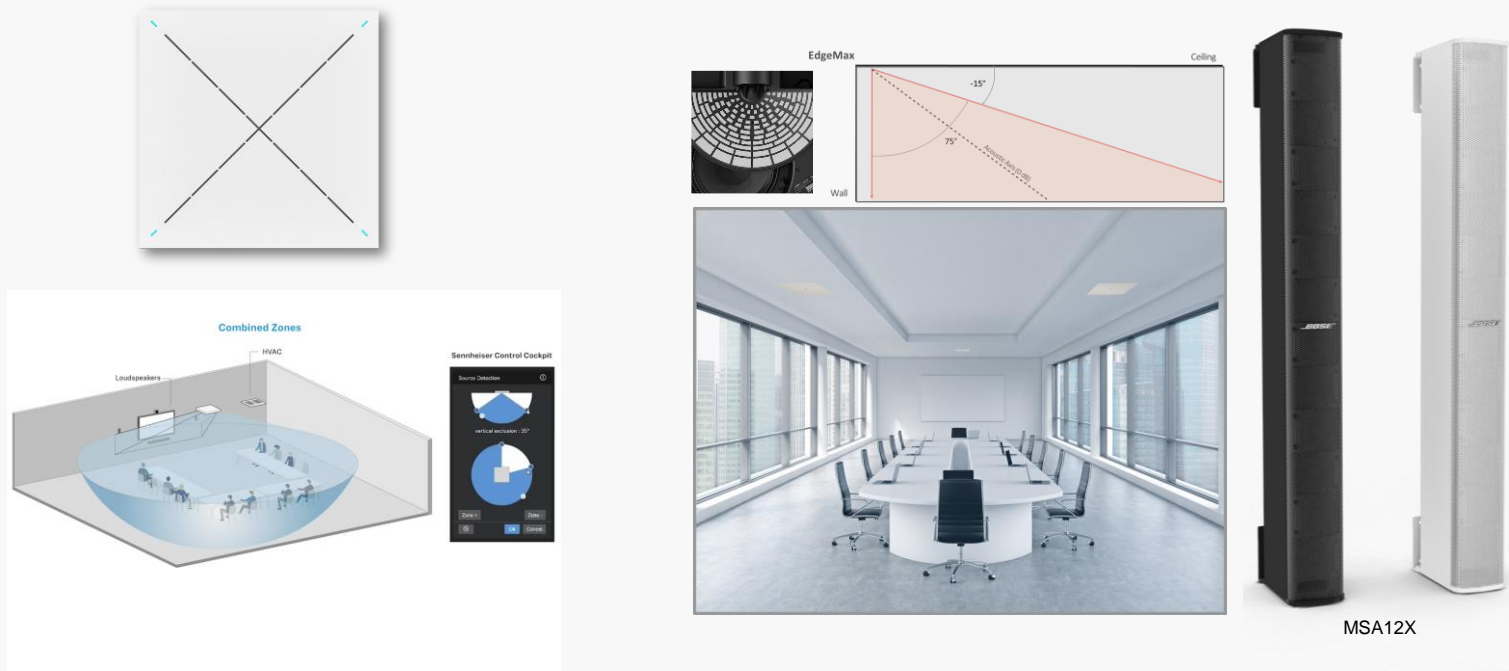 EdgeMax
Ceiling
-15°
75°
Acoustic Axis (0 dB)
Wall
Combined Zones
HVAC
Loudspeakers
Sennheiser Control Cockpit
Source Detection
vertical exclusion : 35°
Zone +
Zone -
OK
Cancel
BOSE
BOSE
MSA12X